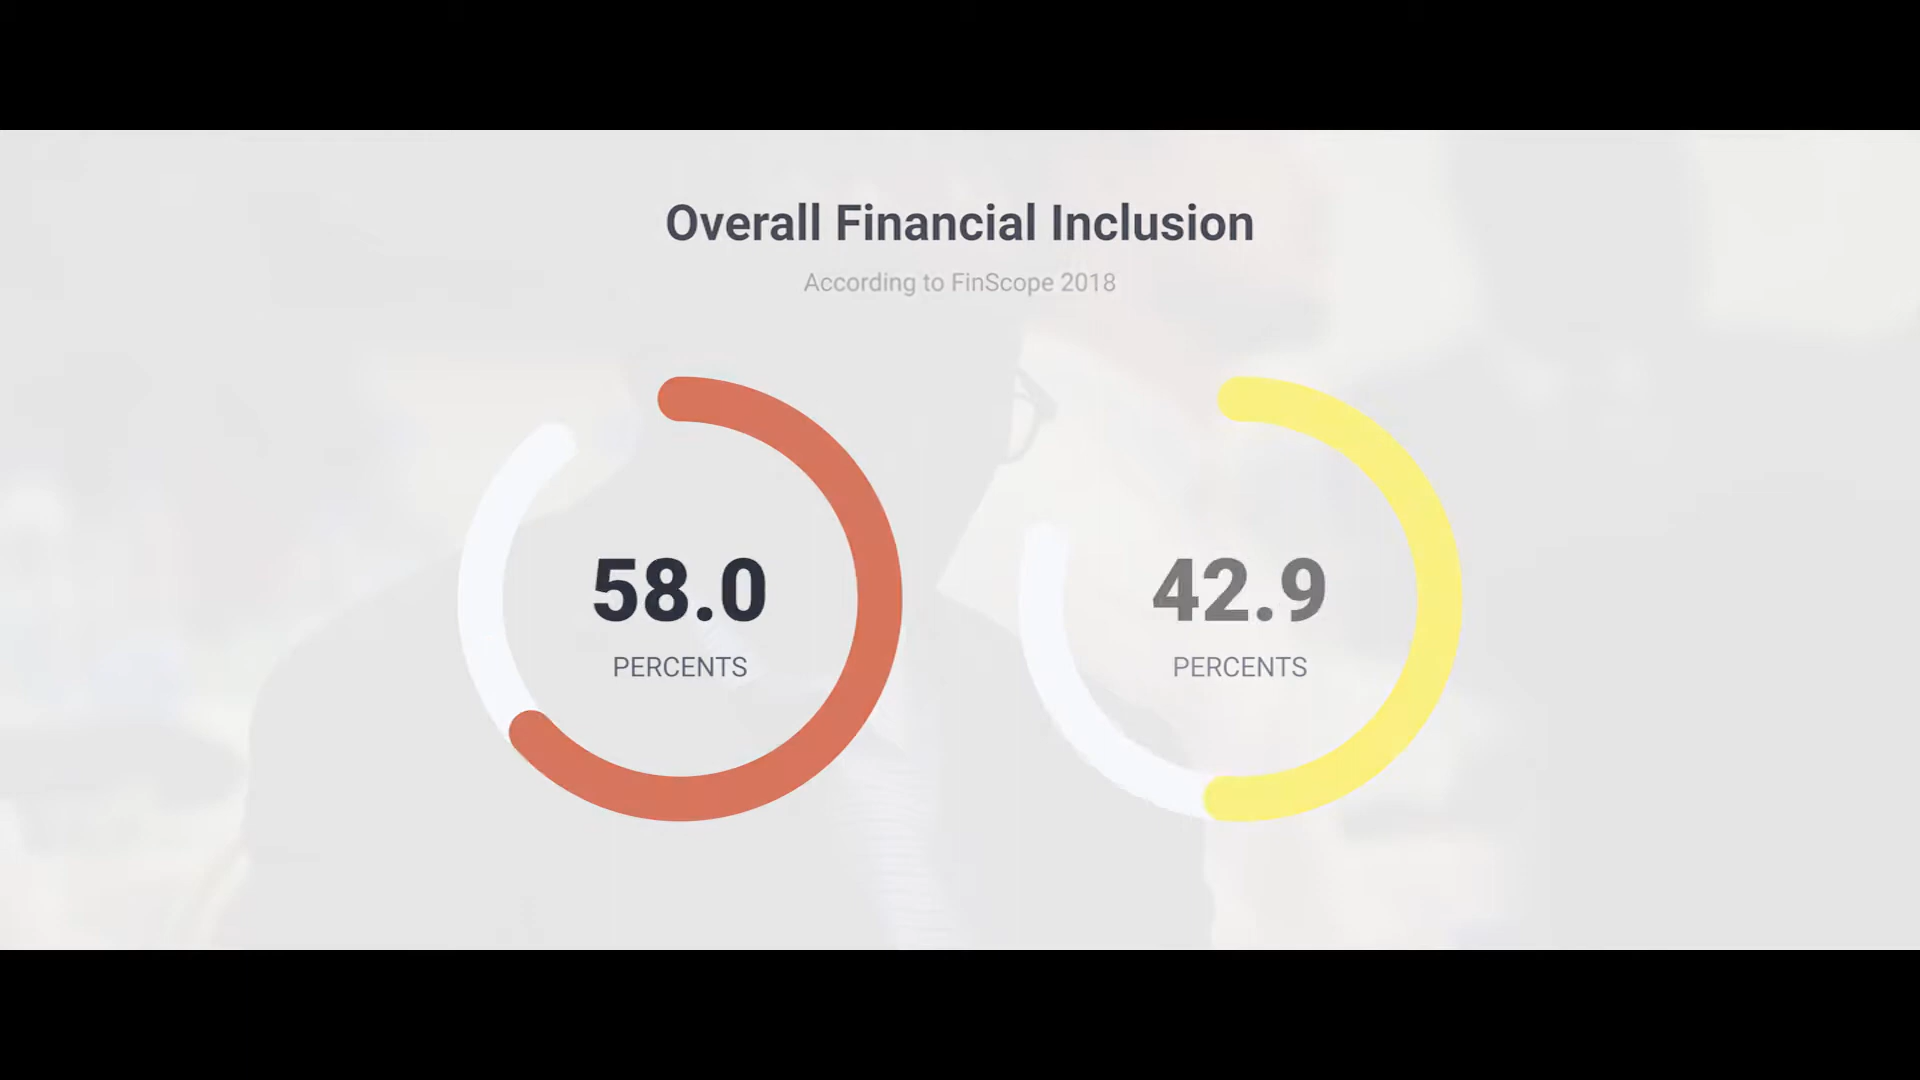 Overall Financial Inclusion
According to FinScope 2018
58.0
PERCENTS
42.9
PERCENTS